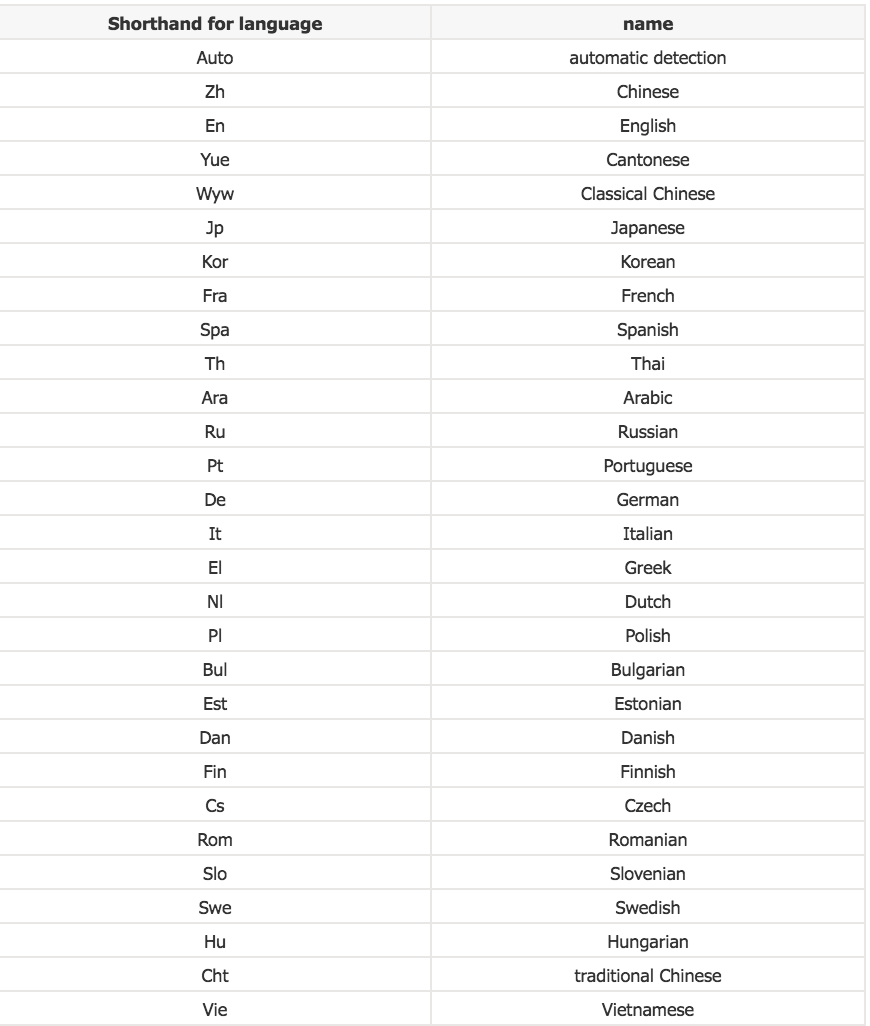 Shorthand for language name
Auto automatic detection
Zh Chinese
En English
Yue Cantonese
Wyw Classical Chinese
Jp Japanese
Kor Korean
Fra French
Spa Spanish
Th Thai
Ara Arabic
Ru Russian
Pt Portuguese
De German
It Italian
El Greek
Nl Dutch
Pl Polish
Bul Bulgarian
Est Estonian
Dan Danish
Fin Finnish
Cs Czech
Rom Romanian
Slo Slovenian
Swe Swedish
Hu Hungarian
Cht traditional Chinese
Vie Vietnamese